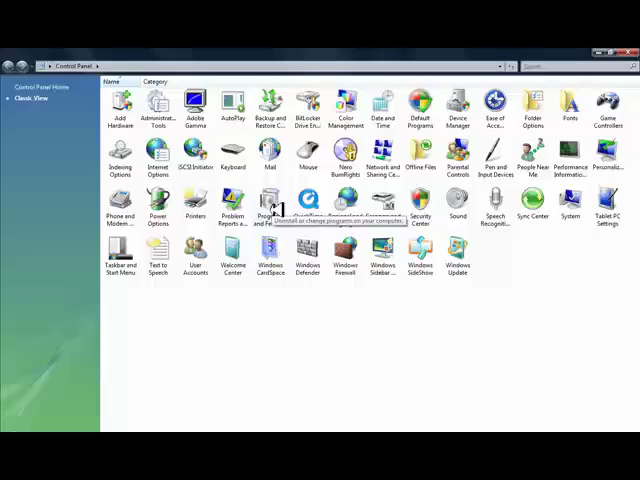 Control Panel
Search
Control Panel Home
Classic View
Name Category
Add Hardware
Administrat... Tools
Adobe Gamma
AutoPlay
Backup and Restore C...
BitLocker Drive En...
Color Management
Date and Time
Default Programs
Device Manager
Ease of Acce...
Folder Options
Fonts
Game Controllers
Indexing Options
Internet Options
iSCSI Initiator
Keyboard
Mail
Mouse
Nero BurnRights
Network and Sharing Ce...
Offline Files
Parental Controls
Pen and Input Devices
People Near Me
Performance Information...
Personaliz...
Phone and Modem ...
Power Options
Printers
Problem Reports a...
Security Center
Sound
Speech Recogniti...
Sync Center
System
Tablet PC Settings
Uninstall or change programs on your computer.
Taskbar and Start Menu
Text to Speech
User Accounts
Welcome Center
Windows CardSpace
Windows Defender
Windows Firewall
Windows Sidebar ...
Windows SideShow
Windows Update